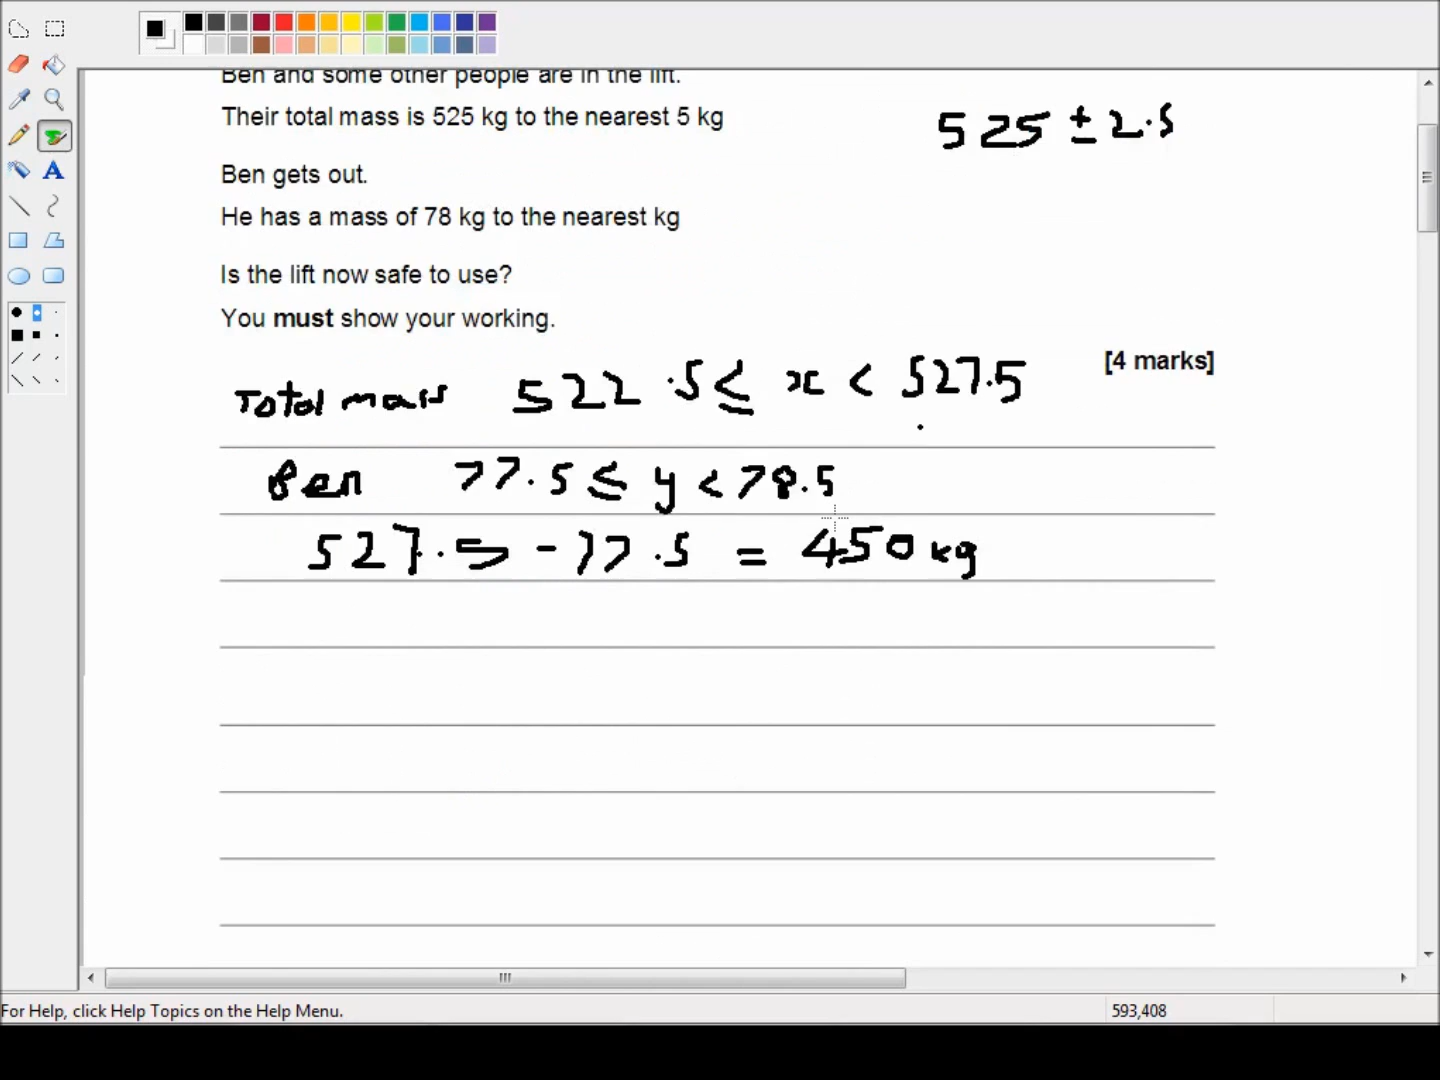 Ben and some other people are in the lift.
Their total mass is 525 kg to the nearest 5 kg
525 ± 2.5
Ben gets out.
He has a mass of 78 kg to the nearest kg
Is the lift now safe to use?
You must show your working.
[4 marks]
Total mass 522.5 ≤ x < 527.5
Ben 77.5 ≤ y < 78.5
527.5 - 77.5 = 450 kg
For Help, click Help Topics on the Help Menu.
593,408